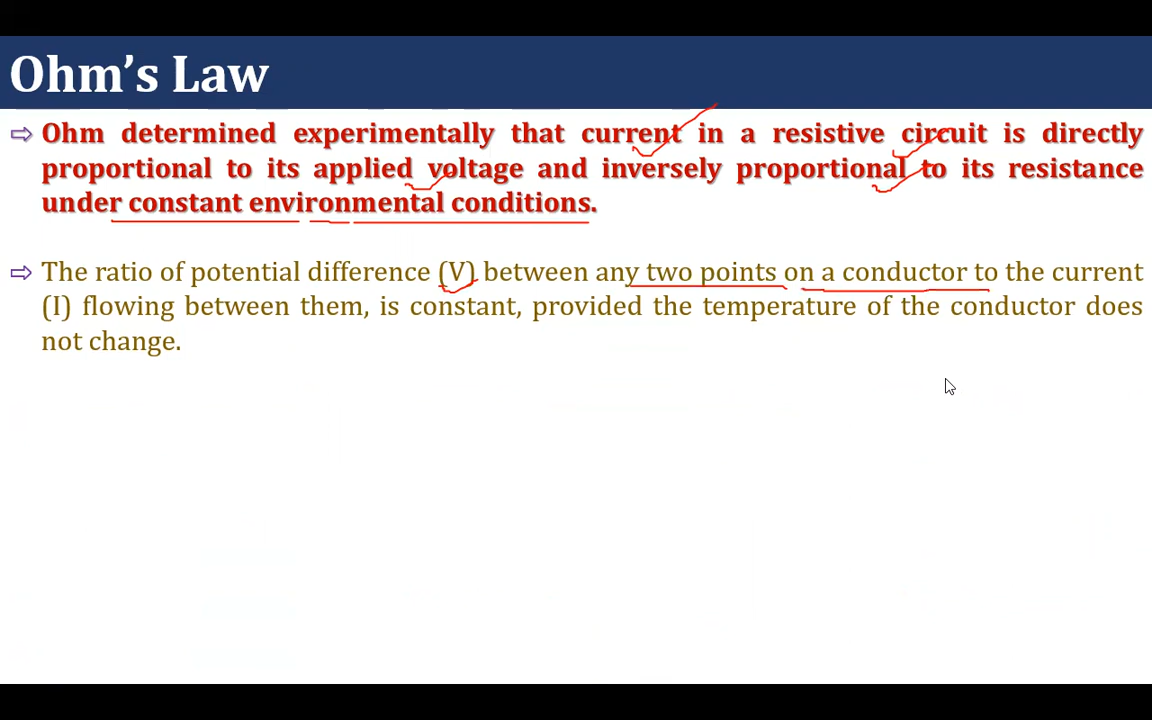 Ohm’s Law
⇨ Ohm determined experimentally that current in a resistive circuit is directly
proportional to its applied voltage and inversely proportional to its resistance
under constant environmental conditions.
⇨ The ratio of potential difference (V) between any two points on a conductor to the current
(I) flowing between them, is constant, provided the temperature of the conductor does
not change.